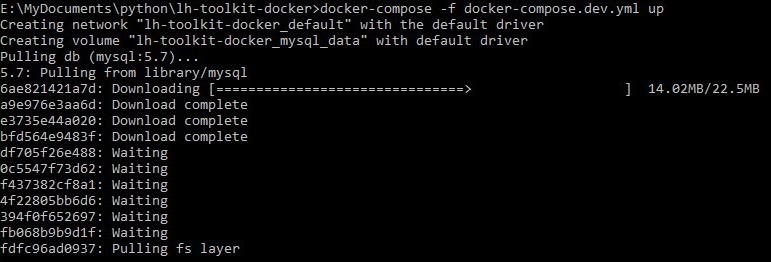 E:\MyDocuments\python\lh-toolkit-docker>docker-compose -f docker-compose.dev.yml up
Creating network "lh-toolkit-docker_default" with the default driver
Creating volume "lh-toolkit-docker_mysql_data" with default driver
Pulling db (mysql:5.7)...
5.7: Pulling from library/mysql
6ae821421a7d: Downloading [===============================>                   ]  14.02MB/22.5MB
a9e976e3aa6d: Download complete
e3735e44a020: Download complete
bfd564e9483f: Download complete
df705f26e488: Waiting
0c5547f73d62: Waiting
f437382cf8a1: Waiting
4f22805bb6d6: Waiting
394f0f652697: Waiting
fb068b9b9d1f: Waiting
fdfc96ad0937: Pulling fs layer